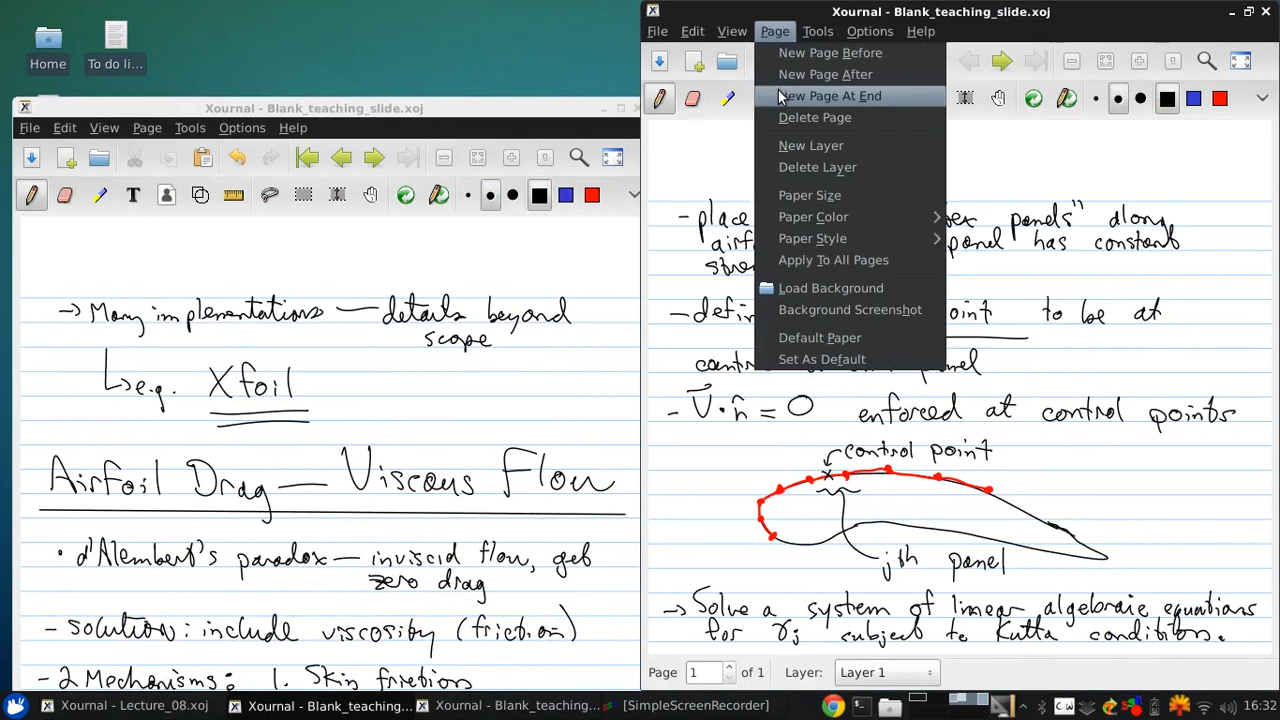 Home
To do li...
Xournal - Blank_teaching_slide.xoj
File Edit View Page Tools Options Help
→ Many implementations — details beyond
scope
e.g. Xfoil
Airfoil Drag — Viscous Flow
· d'Alembert's paradox — inviscid flow, get
zero drag
- solution: include viscosity (friction)
- 2 Mechanisms: 1. Skin friction
Xournal - Blank_teaching_slide.xoj
File Edit View Page Tools Options Help
New Page Before
New Page After
New Page At End
Delete Page
New Layer
Delete Layer
Paper Size
Paper Color
Paper Style
Apply To All Pages
Load Background
Background Screenshot
Default Paper
Set As Default
- place panels" along
panel has constant
- to be at
panel
- V·n̂ = 0 enforced at control points
control point
jth panel
→ Solve a system of linear algebraic equations
for γj subject to Kutta conditions.
Page 1 of 1 Layer: Layer 1
Xournal - Lecture_08.xoj
Xournal - Blank_teaching...
Xournal - Blank_teaching...
[SimpleScreenRecorder]
16:32